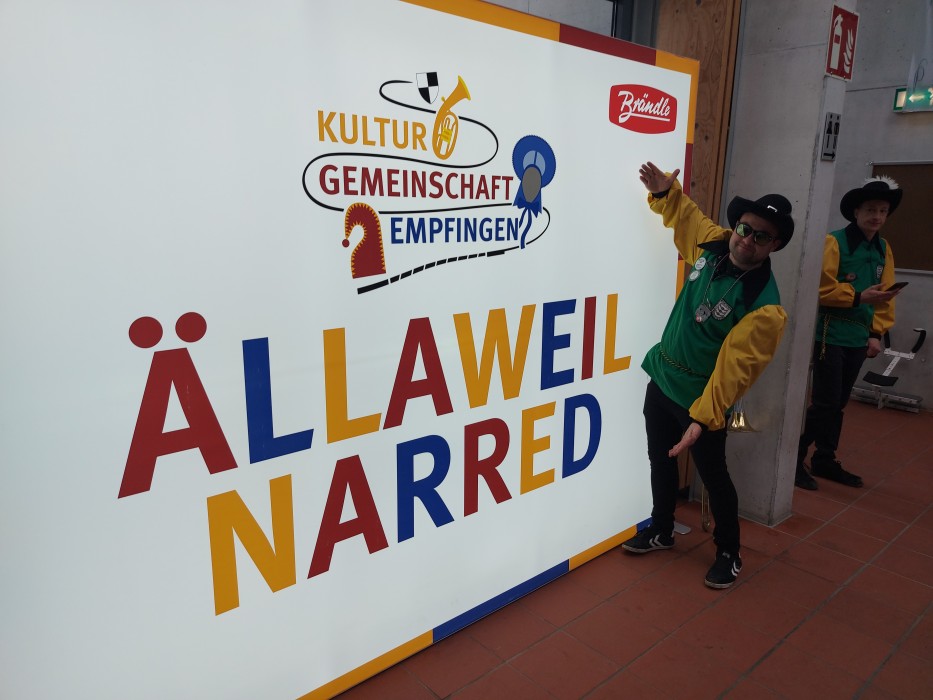 KULTUR
GEMEINSCHAFT
EMPFINGEN
Brändle
ÄLLAWEIL
NARRED